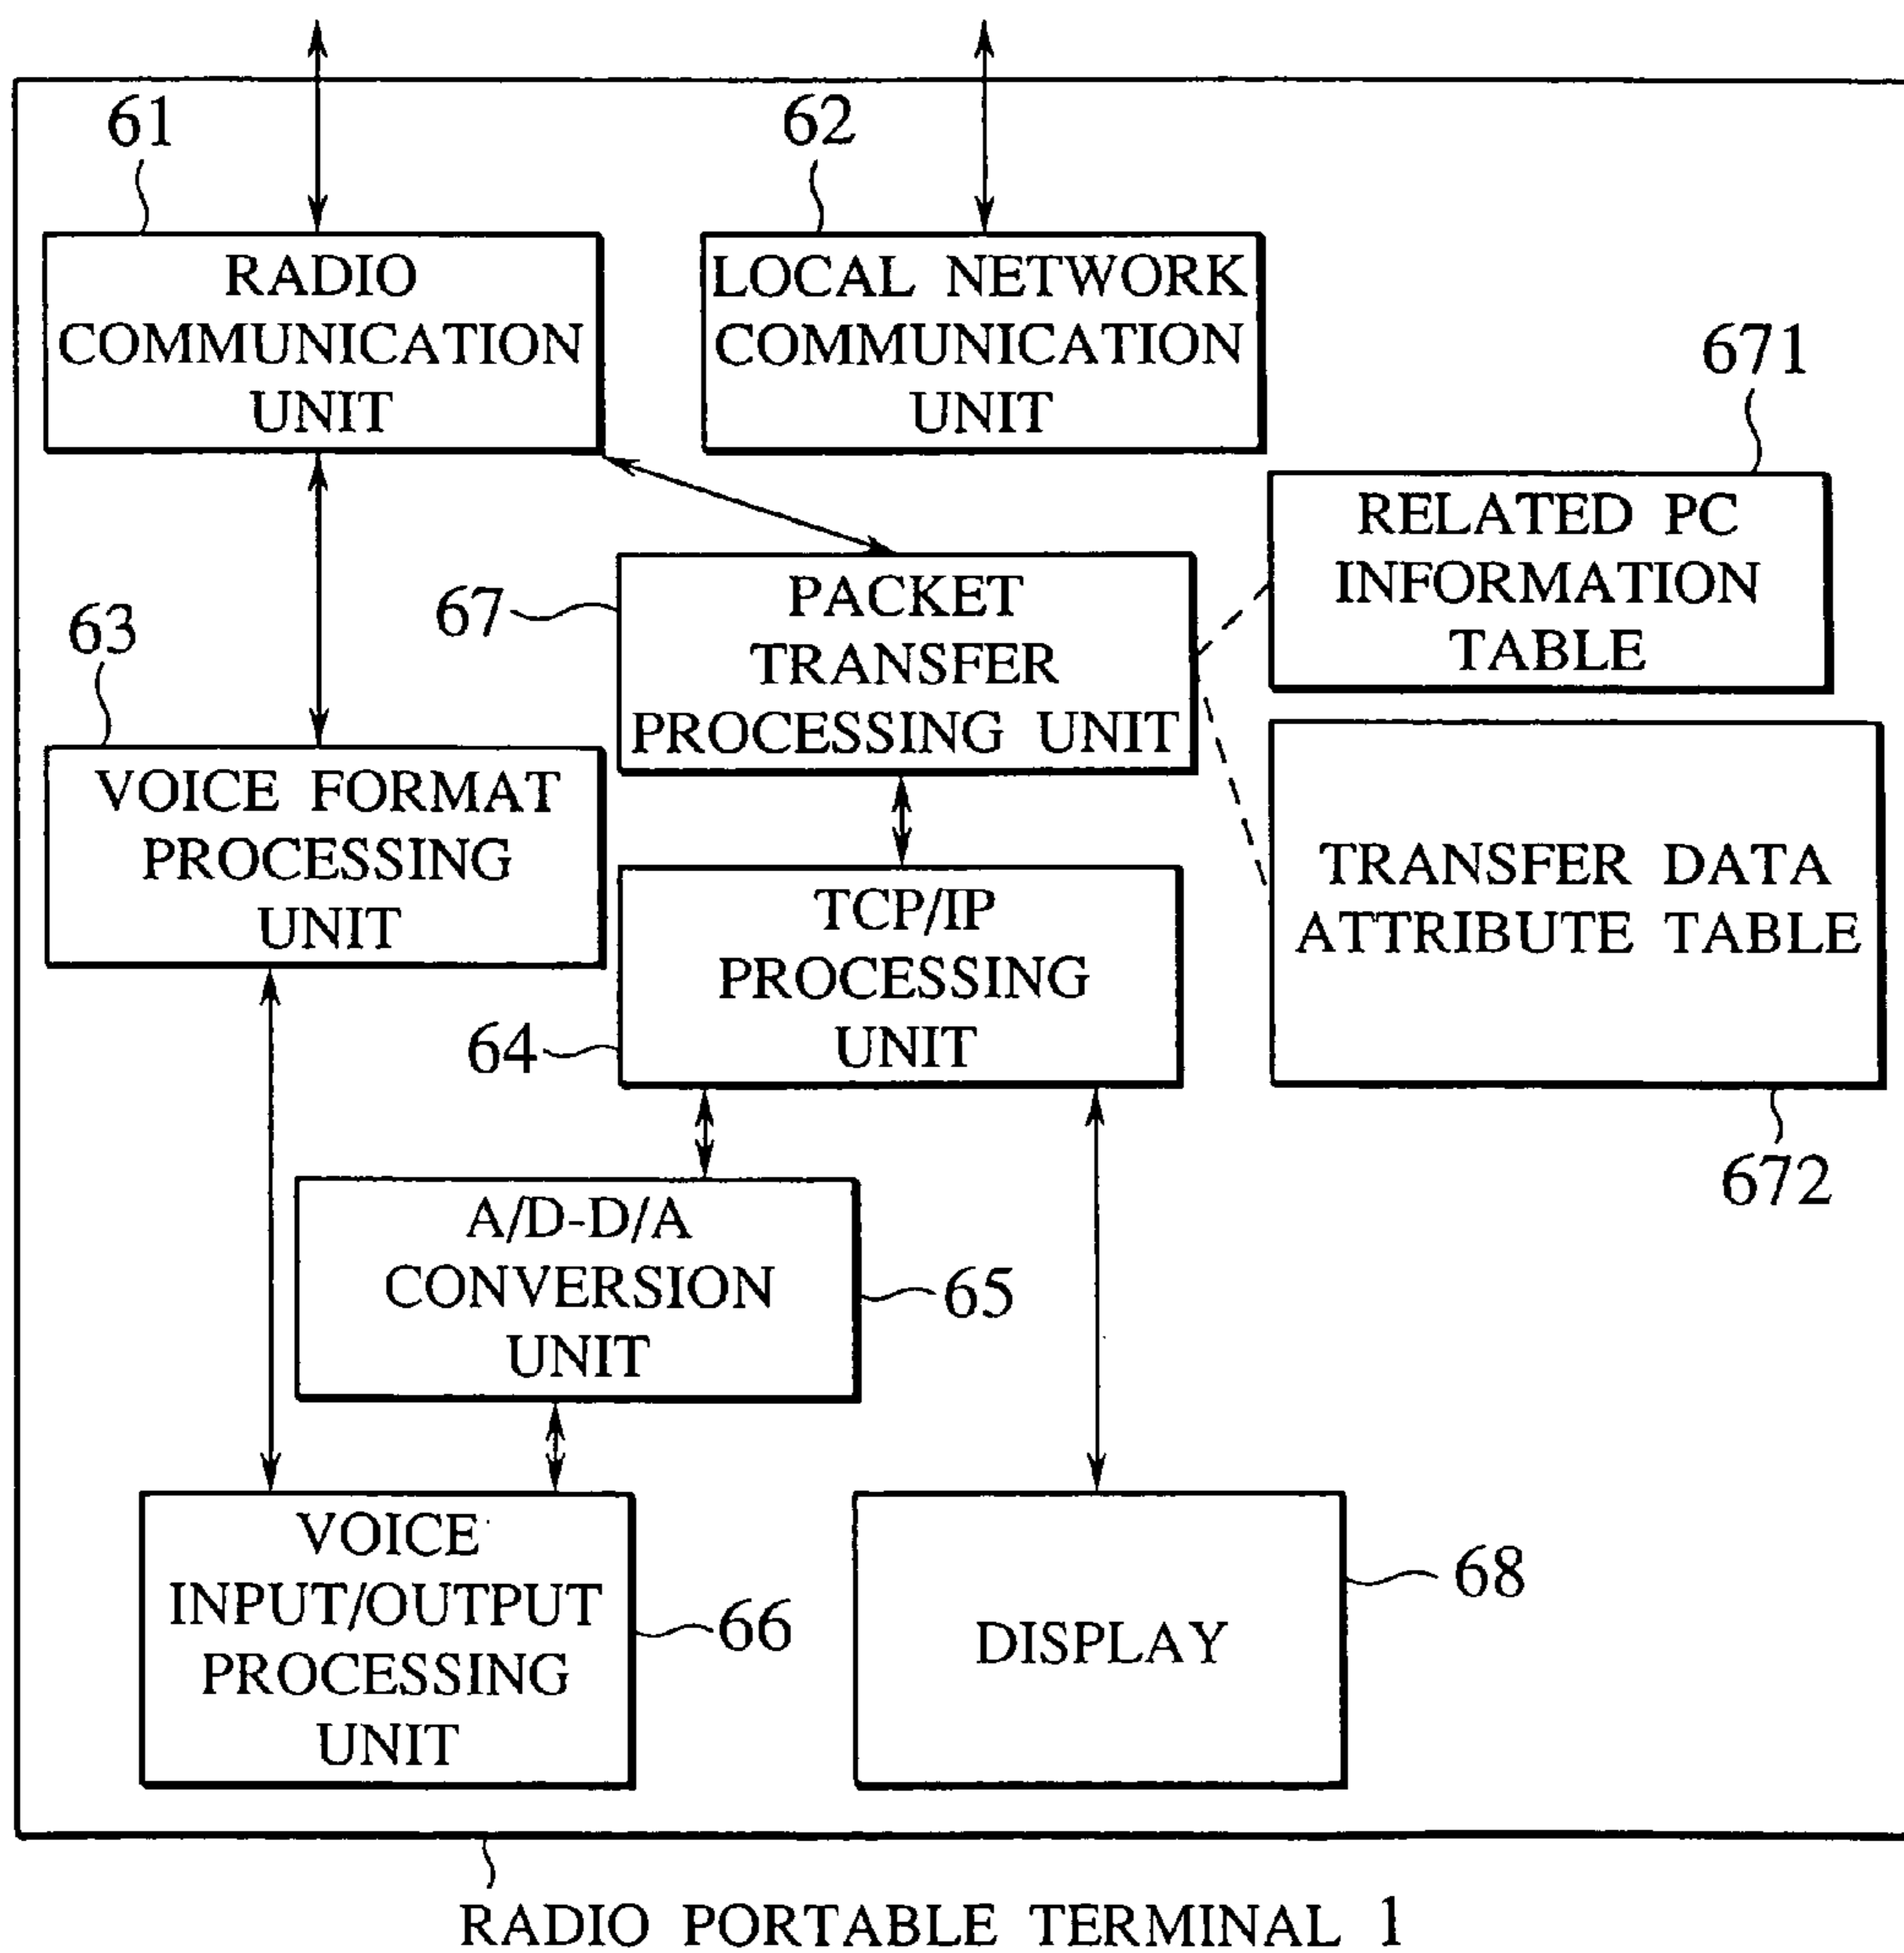 61
62
RADIO
COMMUNICATION
UNIT
LOCAL NETWORK
COMMUNICATION
UNIT
671
RELATED PC
INFORMATION
TABLE
67
PACKET
TRANSFER
PROCESSING UNIT
63
VOICE FORMAT
PROCESSING
UNIT
TRANSFER DATA
ATTRIBUTE TABLE
672
64
TCP/IP
PROCESSING
UNIT
A/D-D/A
CONVERSION
UNIT
65
VOICE
INPUT/OUTPUT
PROCESSING
UNIT
66
DISPLAY
68
RADIO PORTABLE TERMINAL 1